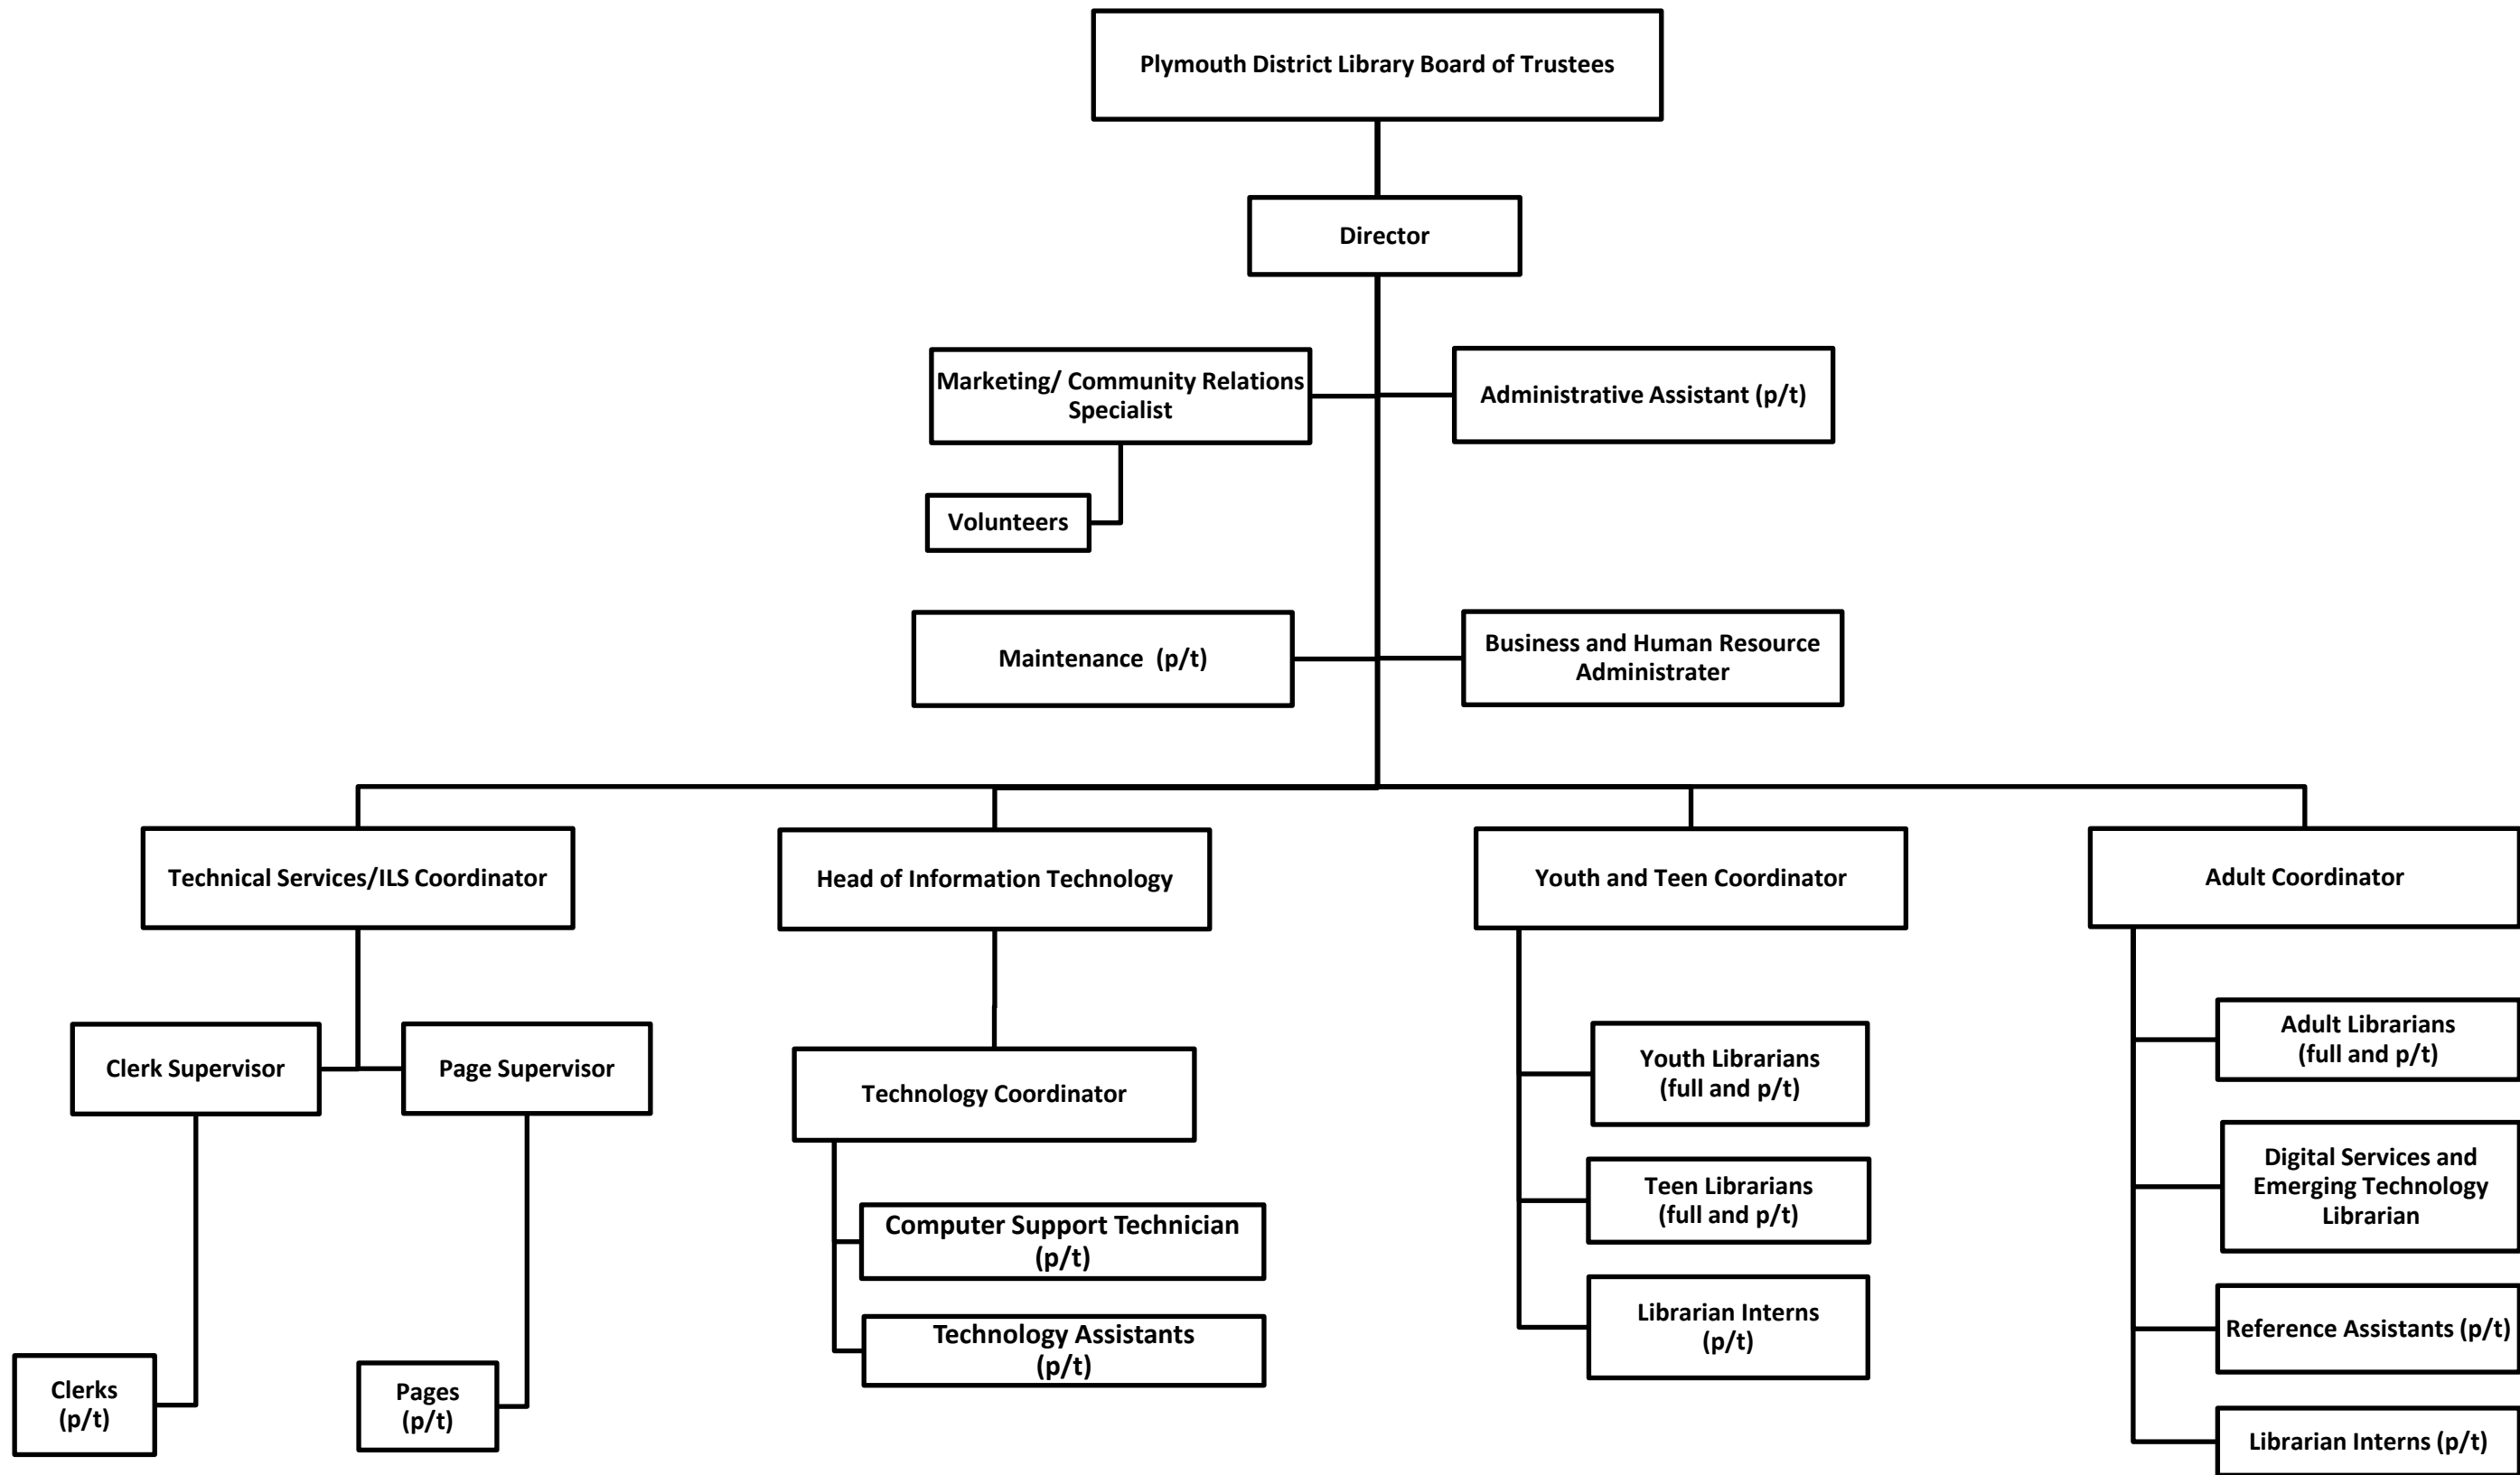 Plymouth District Library Board of Trustees
Director
Marketing/ Community Relations
Specialist
Administrative Assistant (p/t)
Volunteers
Maintenance  (p/t)
Business and Human Resource
Administrater
Technical Services/ILS Coordinator
Head of Information Technology
Youth and Teen Coordinator
Adult Coordinator
Clerk Supervisor
Page Supervisor
Clerks
(p/t)
Pages
(p/t)
Technology Coordinator
Computer Support Technician
(p/t)
Technology Assistants
(p/t)
Youth Librarians
(full and p/t)
Teen Librarians
(full and p/t)
Librarian Interns
(p/t)
Adult Librarians
(full and p/t)
Digital Services and
Emerging Technology
Librarian
Reference Assistants (p/t)
Librarian Interns (p/t)